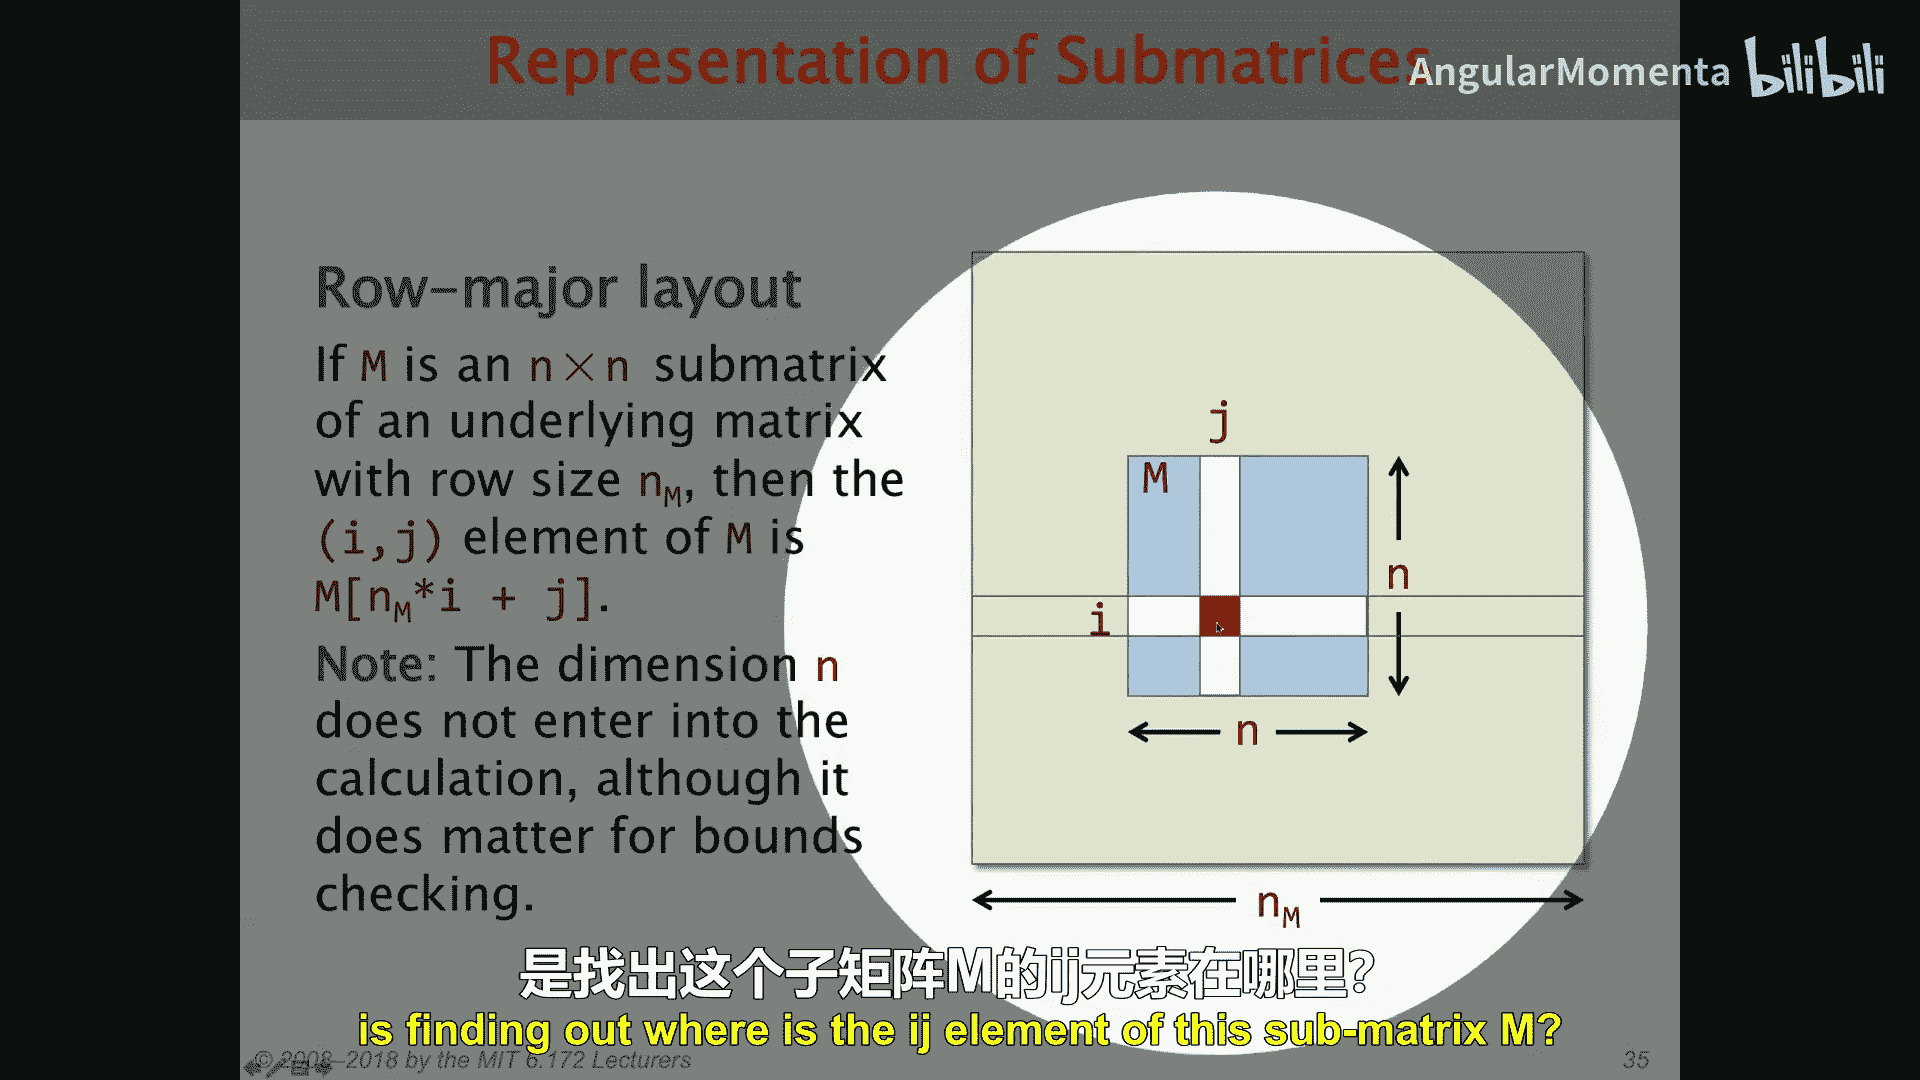 Representation of Submatrices
AngularMomenta bilibili
Row-major layout
If M is an n×n submatrix
of an underlying matrix
with row size nM, then the
(i,j) element of M is
M[nM*i + j].
Note: The dimension n
does not enter into the
calculation, although it
does matter for bounds
checking.
j
M
i
n
n
nM
是找出这个子矩阵M的ij元素在哪里?
is finding out where is the ij element of this sub-matrix M?
© 2008–2018 by the MIT 6.172 Lecturers
35